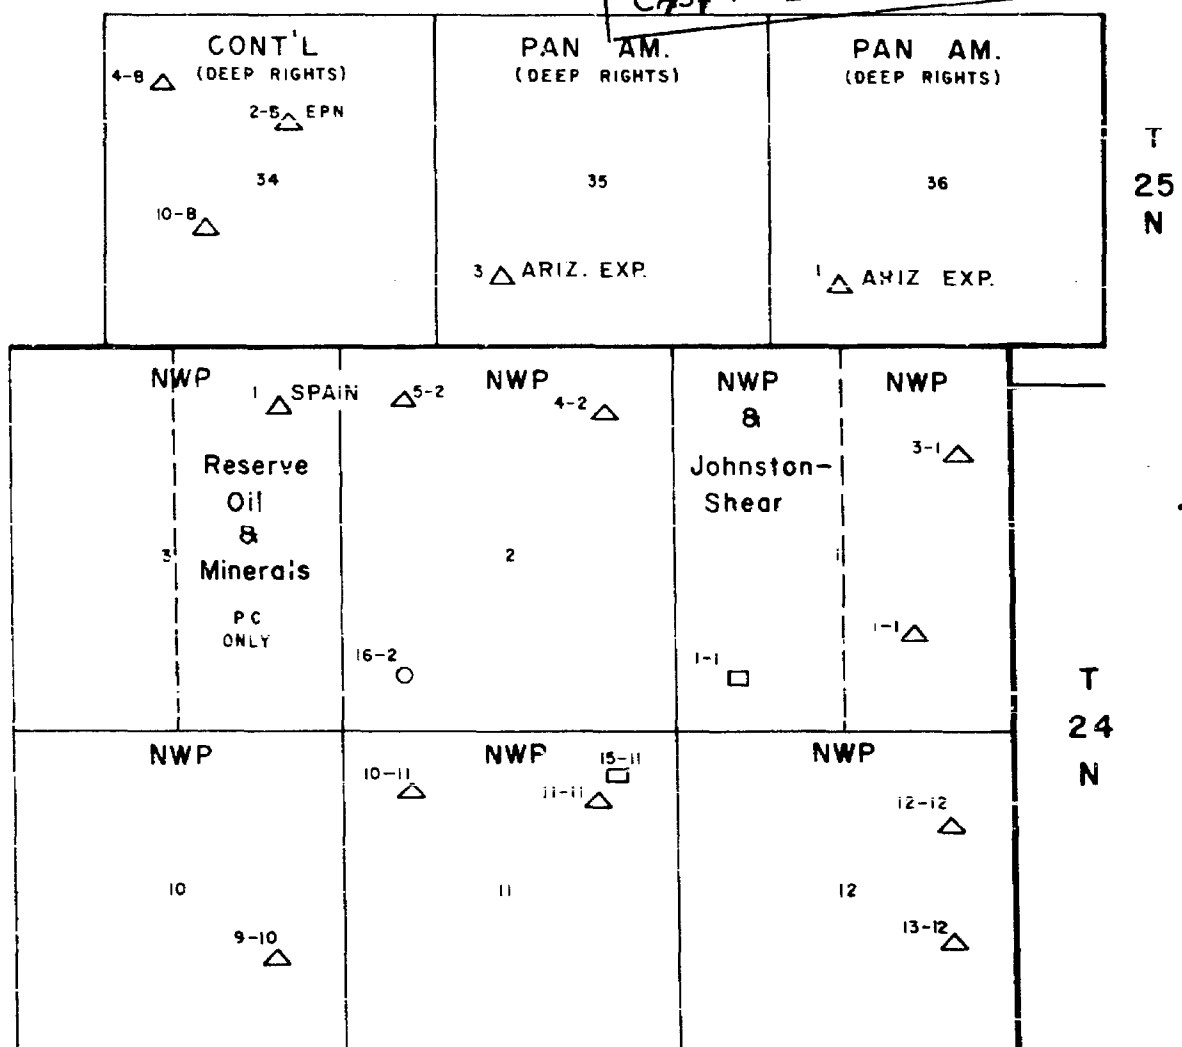 CONT'L
(DEEP RIGHTS)
4-8
2-5 EPN
34
10-8
PAN AM.
(DEEP RIGHTS)
35
3 ARIZ. EXP.
PAN AM.
(DEEP RIGHTS)
36
1 ARIZ EXP.
T
25
N
NWP
1 SPAIN
Reserve
Oil
&
Minerals
PC
ONLY
3
NWP
5-2
4-2
2
16-2
NWP
&
Johnston-
Shear
1
1-1
NWP
3-1
1-1
T
24
N
NWP
10
9-10
NWP
10-11
15-11
11-11
11
NWP
12-12
12
13-12